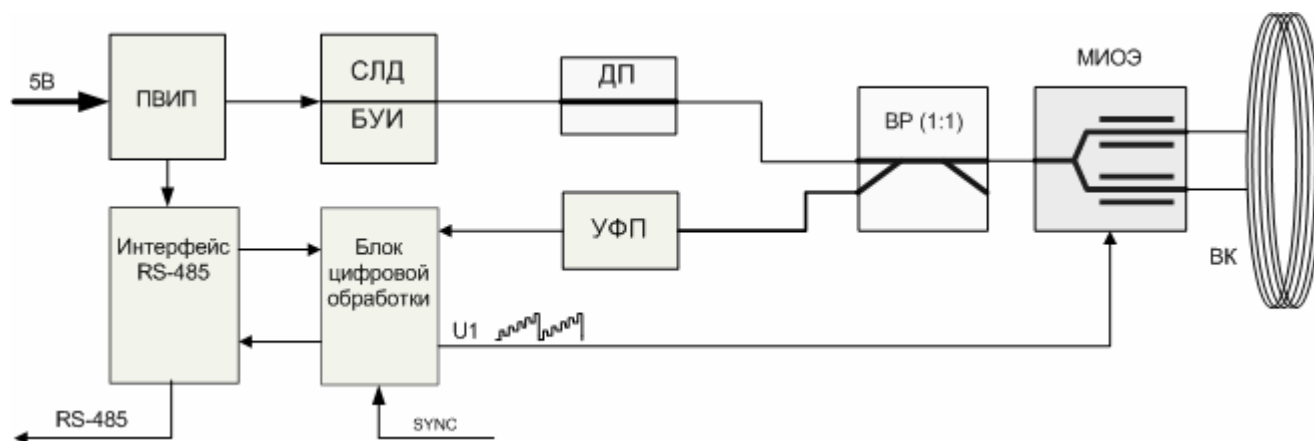 5В
ПВИП
СЛД
БУИ
ДП
ВР (1:1)
МИОЭ
ВК
УФП
Интерфейс
RS-485
Блок
цифровой
обработки
U1
RS-485
SYNC